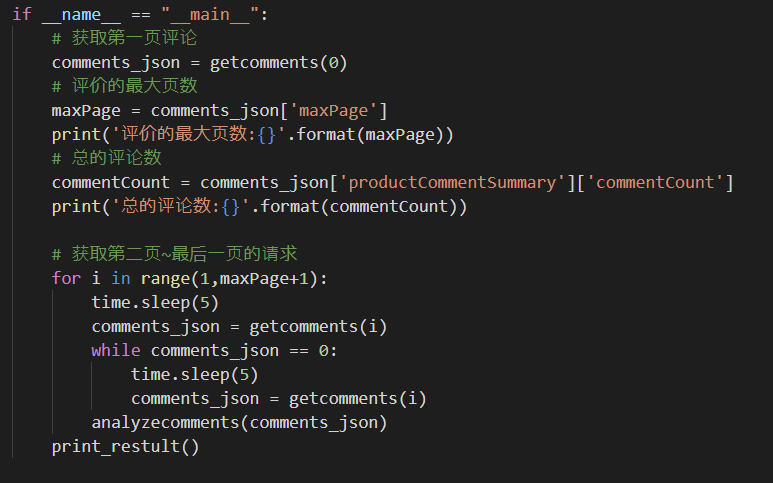 if __name__ == "__main__":
    # 获取第一页评论
    comments_json = getcomments(0)
    # 评价的最大页数
    maxPage = comments_json['maxPage']
    print('评价的最大页数:{}'.format(maxPage))
    # 总的评论数
    commentCount = comments_json['productCommentSummary']['commentCount']
    print('总的评论数:{}'.format(commentCount))

    # 获取第二页~最后一页的请求
    for i in range(1,maxPage+1):
        time.sleep(5)
        comments_json = getcomments(i)
        while comments_json == 0:
            time.sleep(5)
            comments_json = getcomments(i)
        analyzecomments(comments_json)
    print_restult()